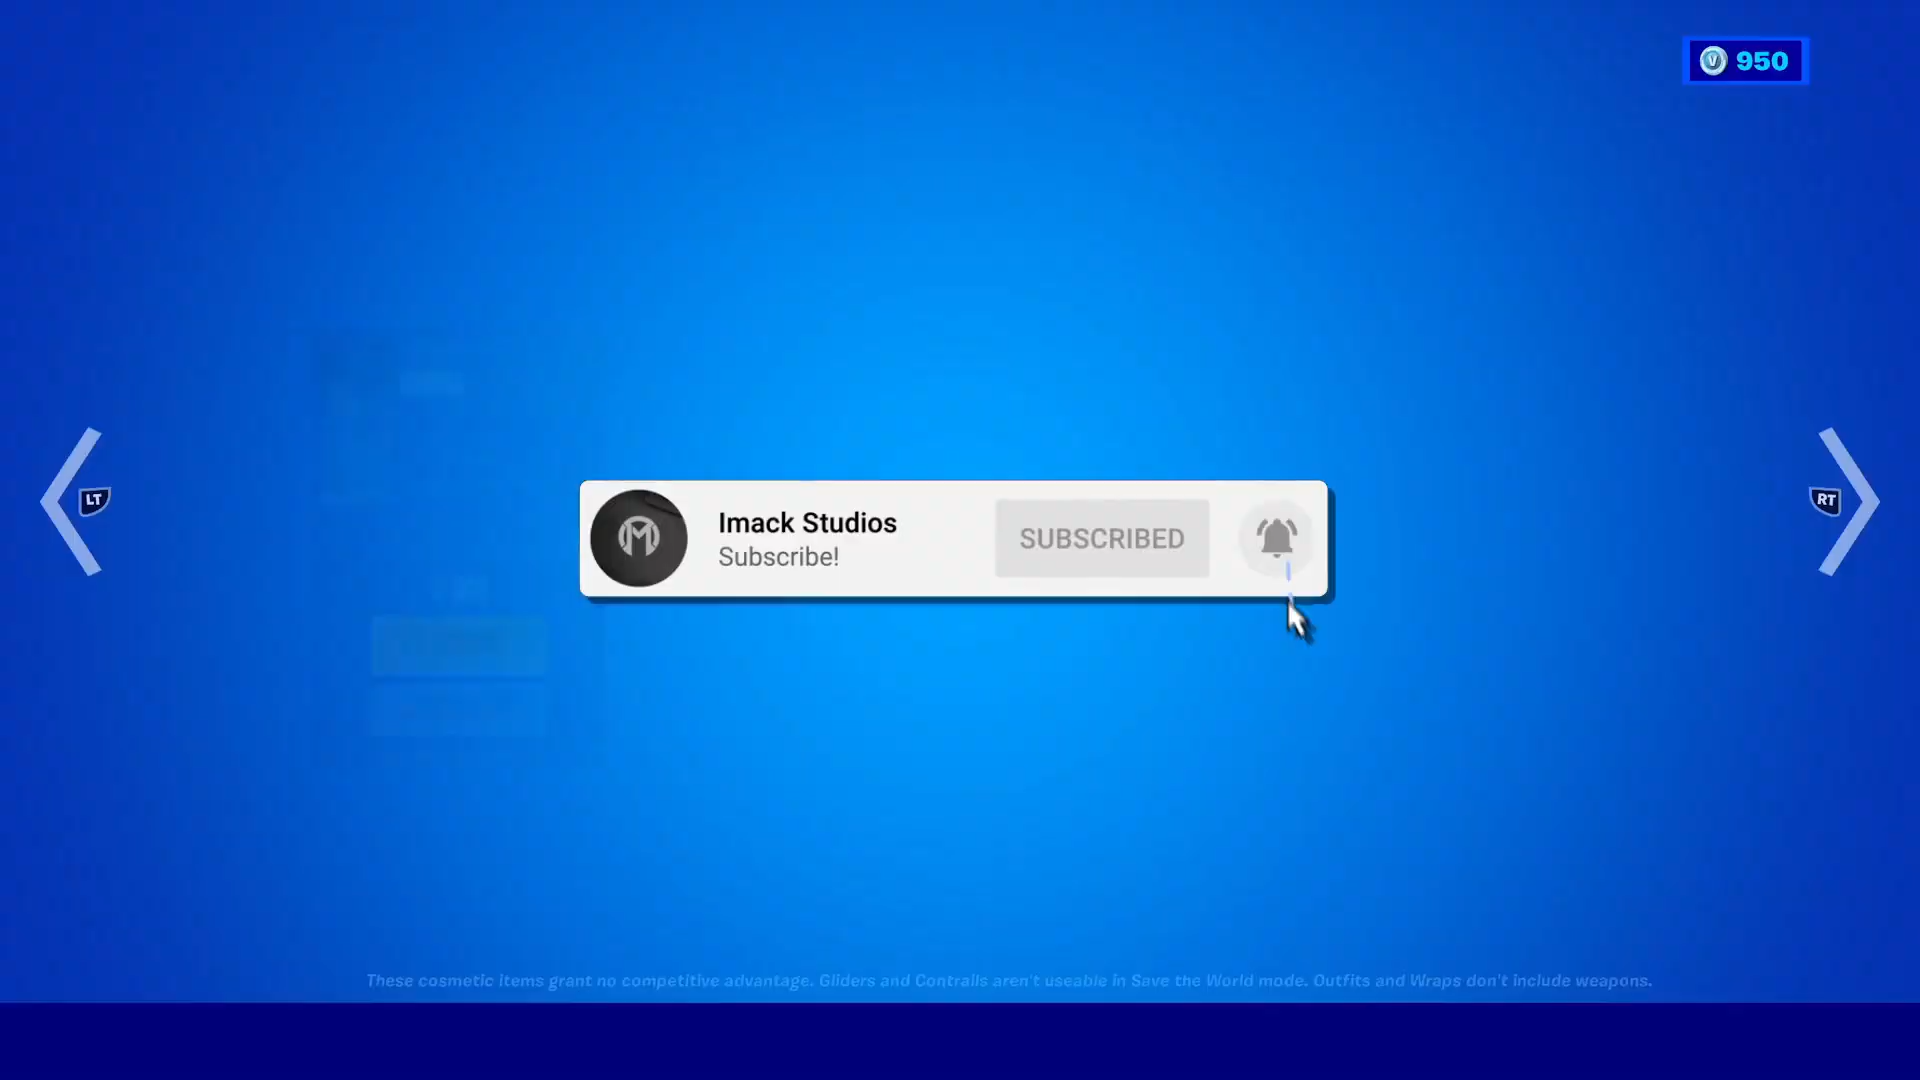 950
LT
RT
Imack Studios
Subscribe!
SUBSCRIBED
These cosmetic items grant no competitive advantage. Gliders and Contrails aren't useable in Save the World mode. Outfits and Wraps don't include weapons.